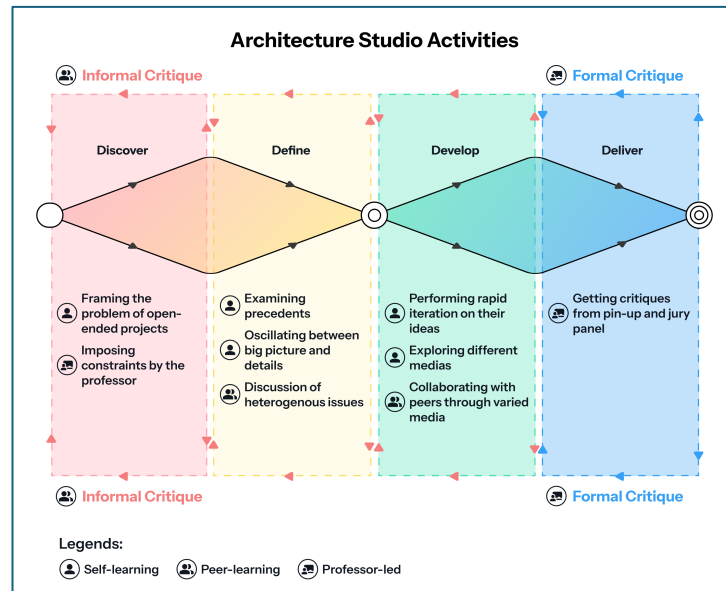 Architecture Studio Activities
Informal Critique
Formal Critique
Discover
Define
Develop
Deliver
Framing the
problem of open-
ended projects
Imposing
constraints by the
professor
Examining
precedents
Oscillating between
big picture and
details
Discussion of
heterogenous issues
Performing rapid
iteration on their
ideas
Exploring different
medias
Collaborating with
peers through varied
media
Getting critiques
from pin-up and jury
panel
Informal Critique
Formal Critique
Legends:
Self-learning
Peer-learning
Professor-led